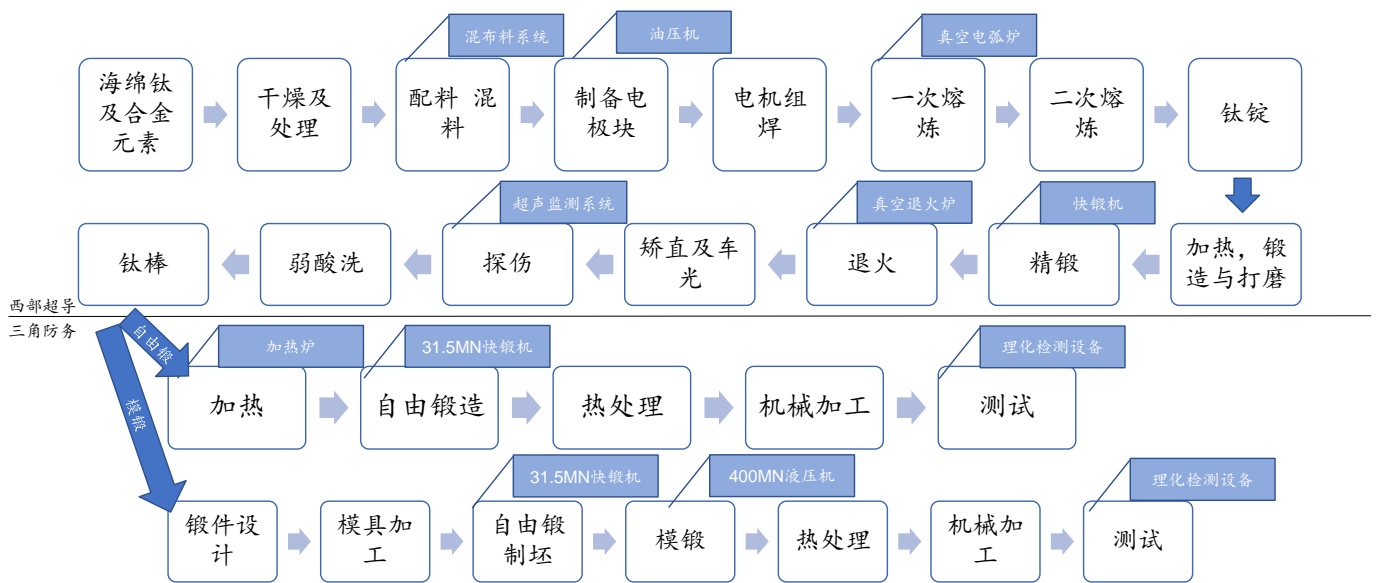 混布料系统
油压机
真空电弧炉
海绵钛
及合金
元素
干燥及
处理
配料 混
料
制备电
极块
电机组
焊
一次熔
炼
二次熔
炼
钛锭
超声监测系统
真空退火炉
快锻机
钛棒
弱酸洗
探伤
矫直及车
光
退火
精锻
加热，锻
造与打磨
西部超导
三角防务
自由锻
模锻
加热炉
31.5MN快锻机
理化检测设备
加热
自由锻造
热处理
机械加工
测试
31.5MN快锻机
400MN液压机
理化检测设备
锻件设
计
模具加
工
自由锻
制坯
模锻
热处理
机械加
工
测试